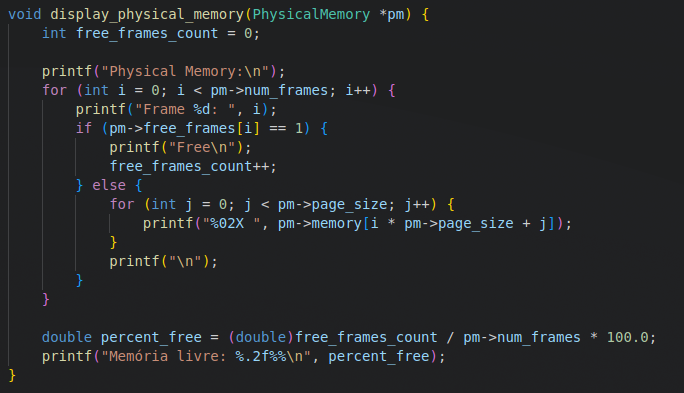 void display_physical_memory(PhysicalMemory *pm) {
    int free_frames_count = 0;

    printf("Physical Memory:\n");
    for (int i = 0; i < pm->num_frames; i++) {
        printf("Frame %d: ", i);
        if (pm->free_frames[i] == 1) {
            printf("Free\n");
            free_frames_count++;
        } else {
            for (int j = 0; j < pm->page_size; j++) {
                printf("%02X ", pm->memory[i * pm->page_size + j]);
            }
            printf("\n");
        }
    }

    double percent_free = (double)free_frames_count / pm->num_frames * 100.0;
    printf("Memória livre: %.2f%%\n", percent_free);
}